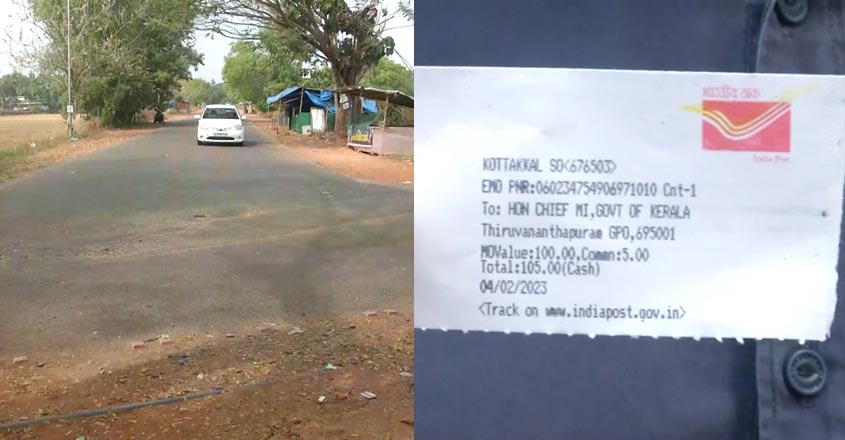 भारतीय डाक
India Post
KOTTAKKAL SO<676503>
EMO PNR:060234754906971010 Cnt-1
To: HON CHIEF MI,GOVT OF KERALA
Thiruvananthapuram GPO,695001
MOValue:100.00,Commn:5.00
Total:105.00(Cash)
04/02/2023
<Track on www.indiapost.gov.in>